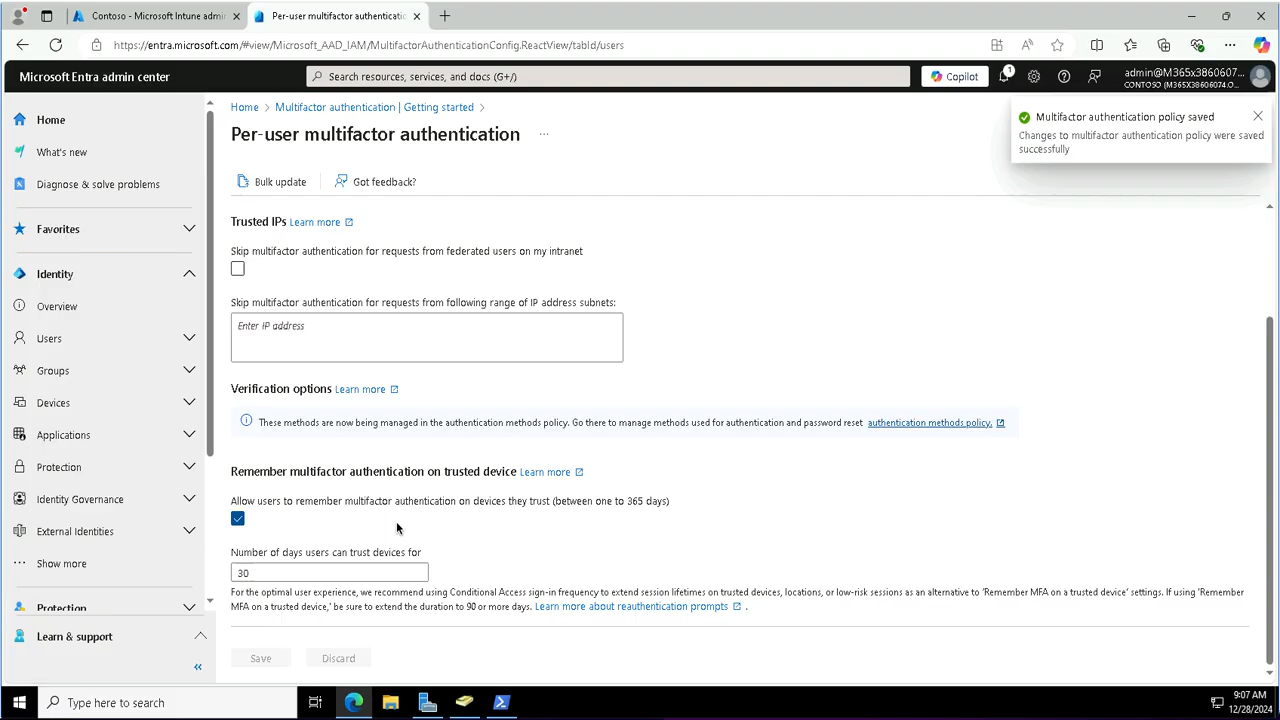 Contoso - Microsoft Intune admin
Per-user multifactor authentication
https://entra.microsoft.com/#view/Microsoft_AAD_IAM/MultifactorAuthenticationConfig.ReactView/tabId/users
Microsoft Entra admin center
Search resources, services, and docs (G+/)
Copilot
1
admin@M365x3860607...
CONTOSO (M365X38606074.O...
Home
What's new
Diagnose & solve problems
Favorites
Identity
Overview
Users
Groups
Devices
Applications
Protection
Identity Governance
External Identities
Show more
Protection
Learn & support
Home > Multifactor authentication | Getting started >
Per-user multifactor authentication ...
Multifactor authentication policy saved
Changes to multifactor authentication policy were saved
successfully
Bulk update
Got feedback?
Trusted IPs Learn more
Skip multifactor authentication for requests from federated users on my intranet
Skip multifactor authentication for requests from following range of IP address subnets:
Enter IP address
Verification options Learn more
These methods are now being managed in the authentication methods policy. Go there to manage methods used for authentication and password reset authentication methods policy.
Remember multifactor authentication on trusted device Learn more
Allow users to remember multifactor authentication on devices they trust (between one to 365 days)
Number of days users can trust devices for
30
For the optimal user experience, we recommend using Conditional Access sign-in frequency to extend session lifetimes on trusted devices, locations, or low-risk sessions as an alternative to 'Remember MFA on a trusted device' settings. If using 'Remember
MFA on a trusted device,' be sure to extend the duration to 90 or more days. Learn more about reauthentication prompts .
Save
Discard
Type here to search
9:07 AM
12/28/2024